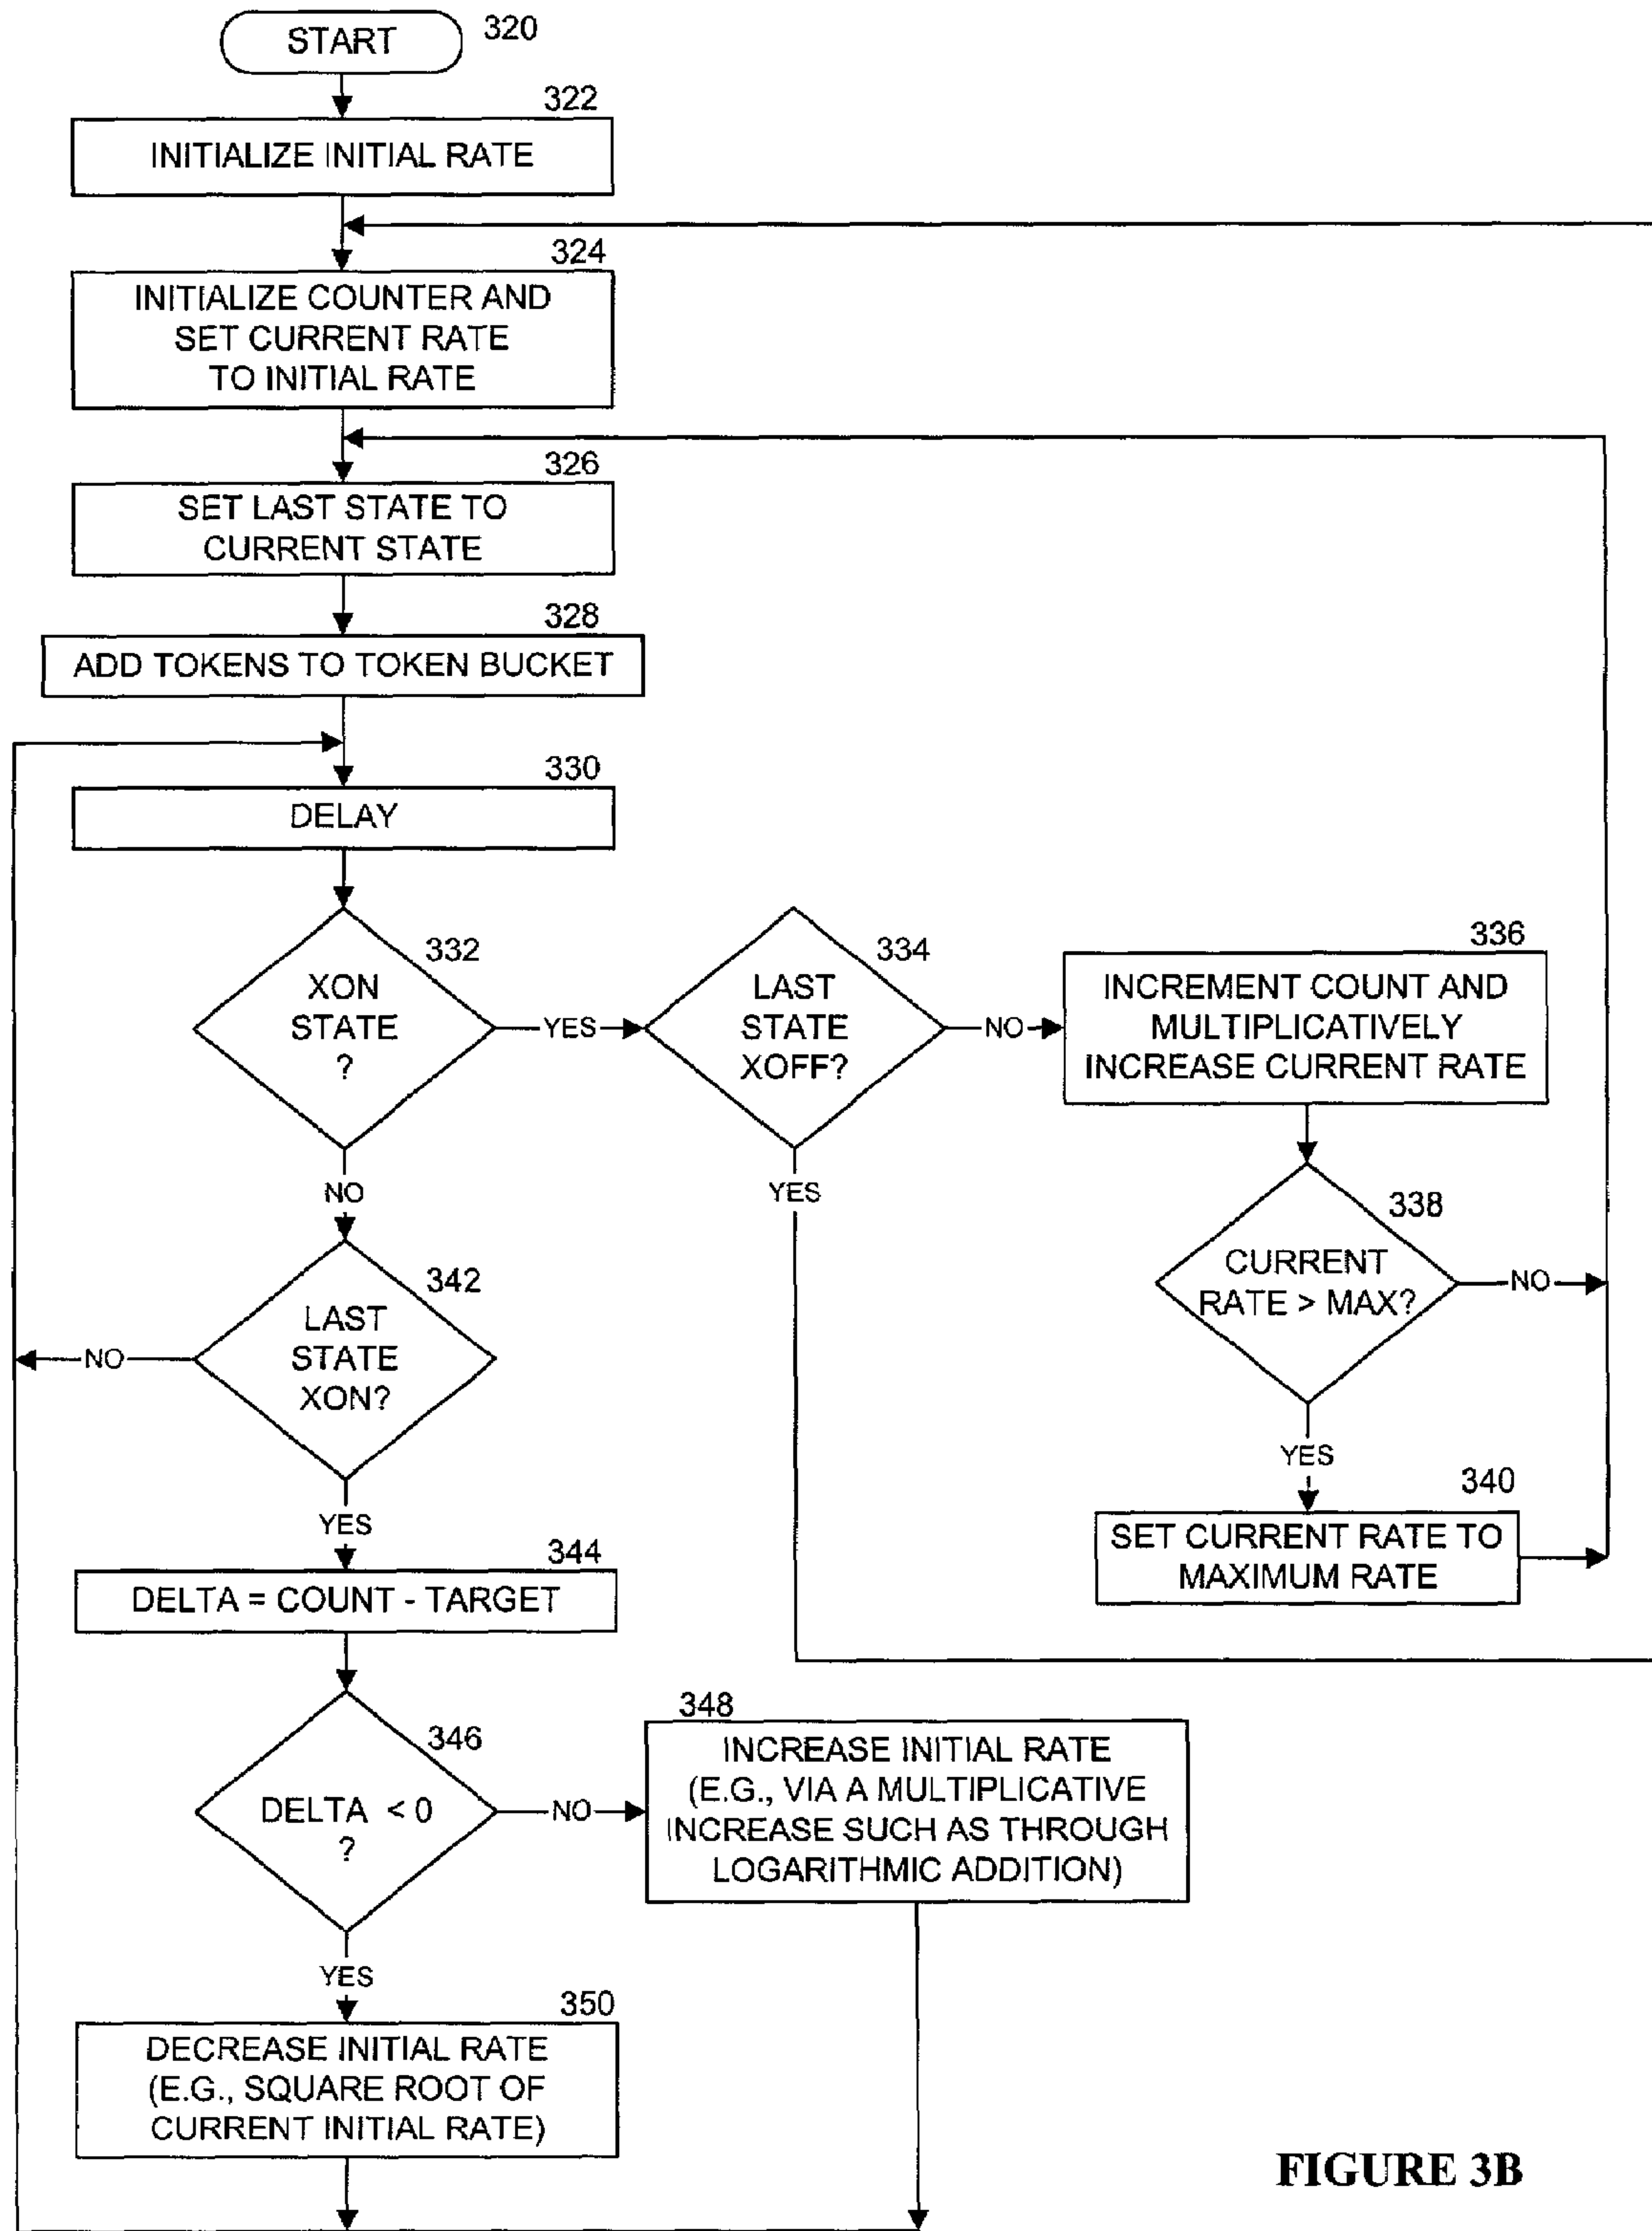 START
320
322
INITIALIZE INITIAL RATE
324
INITIALIZE COUNTER AND
SET CURRENT RATE
TO INITIAL RATE
326
SET LAST STATE TO
CURRENT STATE
328
ADD TOKENS TO TOKEN BUCKET
330
DELAY
332
XON
STATE
?
YES
334
LAST
STATE
XOFF?
NO
336
INCREMENT COUNT AND
MULTIPLICATIVELY
INCREASE CURRENT RATE
NO
YES
338
CURRENT
RATE > MAX?
NO
342
LAST
STATE
XON?
NO
YES
340
SET CURRENT RATE TO
MAXIMUM RATE
YES
344
DELTA = COUNT - TARGET
346
DELTA < 0
?
NO
348
INCREASE INITIAL RATE
(E.G., VIA A MULTIPLICATIVE
INCREASE SUCH AS THROUGH
LOGARITHMIC ADDITION)
YES
350
DECREASE INITIAL RATE
(E.G., SQUARE ROOT OF
CURRENT INITIAL RATE)
FIGURE 3B